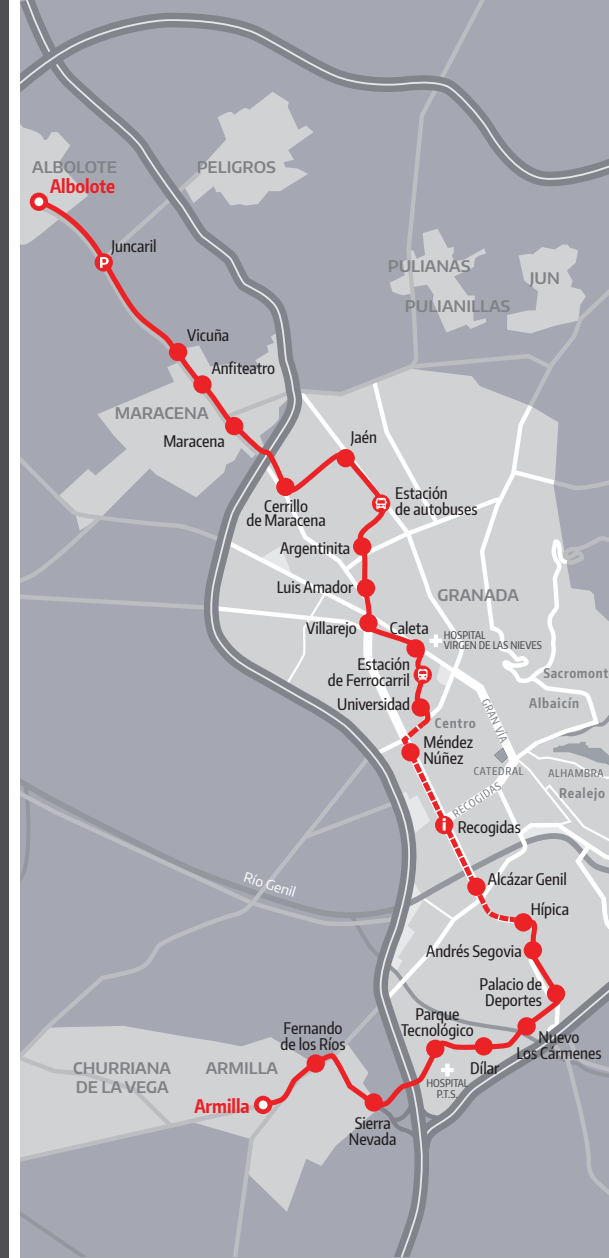 ALBOLOTE
Albolote
PELIGROS
P
Juncaril
PULIANAS
JUN
PULIANILLAS
Vicuña
Anfiteatro
MARACENA
Maracena
Jaén
Cerrillo
de Maracena
Estación
de autobuses
Argentinita
Luis Amador
GRANADA
Villarejo
Caleta
HOSPITAL
VIRGEN DE LAS NIEVES
Estación
de Ferrocarril
Sacromont
Universidad
Albaicín
GRAN VÍA
Centro
Méndez
Núñez
CATEDRAL
ALHAMBRA
Realejo
RECOGIDAS
i
Recogidas
Río Genil
Alcázar Genil
Hípica
Andrés Segovia
Palacio de
Deportes
Parque
Tecnológico
Nuevo
Los Cármenes
Dílar
HOSPITAL
P.T.S.
Fernando
de los Ríos
CHURRIANA
DE LA VEGA
ARMILLA
Armilla
Sierra
Nevada